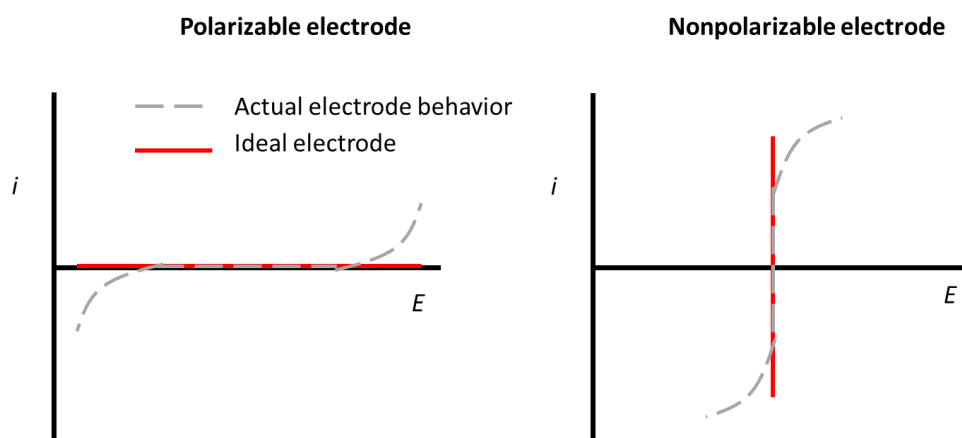 Polarizable electrode
Nonpolarizable electrode
Actual electrode behavior
Ideal electrode
i
E
i
E